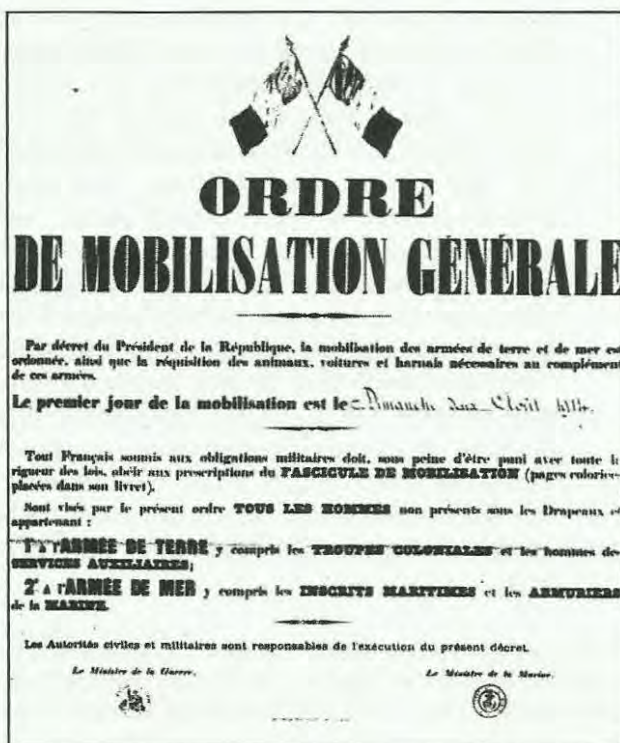 ORDRE
DE MOBILISATION GÉNÉRALE
Par décret du Président de la République, la mobilisation des armées de terre et de mer est
ordonnée, ainsi que la réquisition des animaux, voitures et harnais nécessaires au complément
de ces armées.
Le premier jour de la mobilisation est le Dimanche deux Août 1914.
Tout Français soumis aux obligations militaires doit, sous peine d'être puni avec toute la
rigueur des lois, obéir aux prescriptions du FASCICULE DE MOBILISATION (pages coloriées
placées dans son livret).
Sont visés par le présent ordre TOUS LES HOMMES non présents sous les Drapeaux et
appartenant :
1° à l'ARMÉE DE TERRE y compris les TROUPES COLONIALES et les hommes des
SERVICES AUXILIAIRES;
2° à l'ARMÉE DE MER y compris les INSCRITS MARITIMES et les ARMURIERS
de la MARINE.
Les Autorités civiles et militaires sont responsables de l'exécution du présent décret.
Le Ministre de la Guerre, Le Ministre de la Marine,